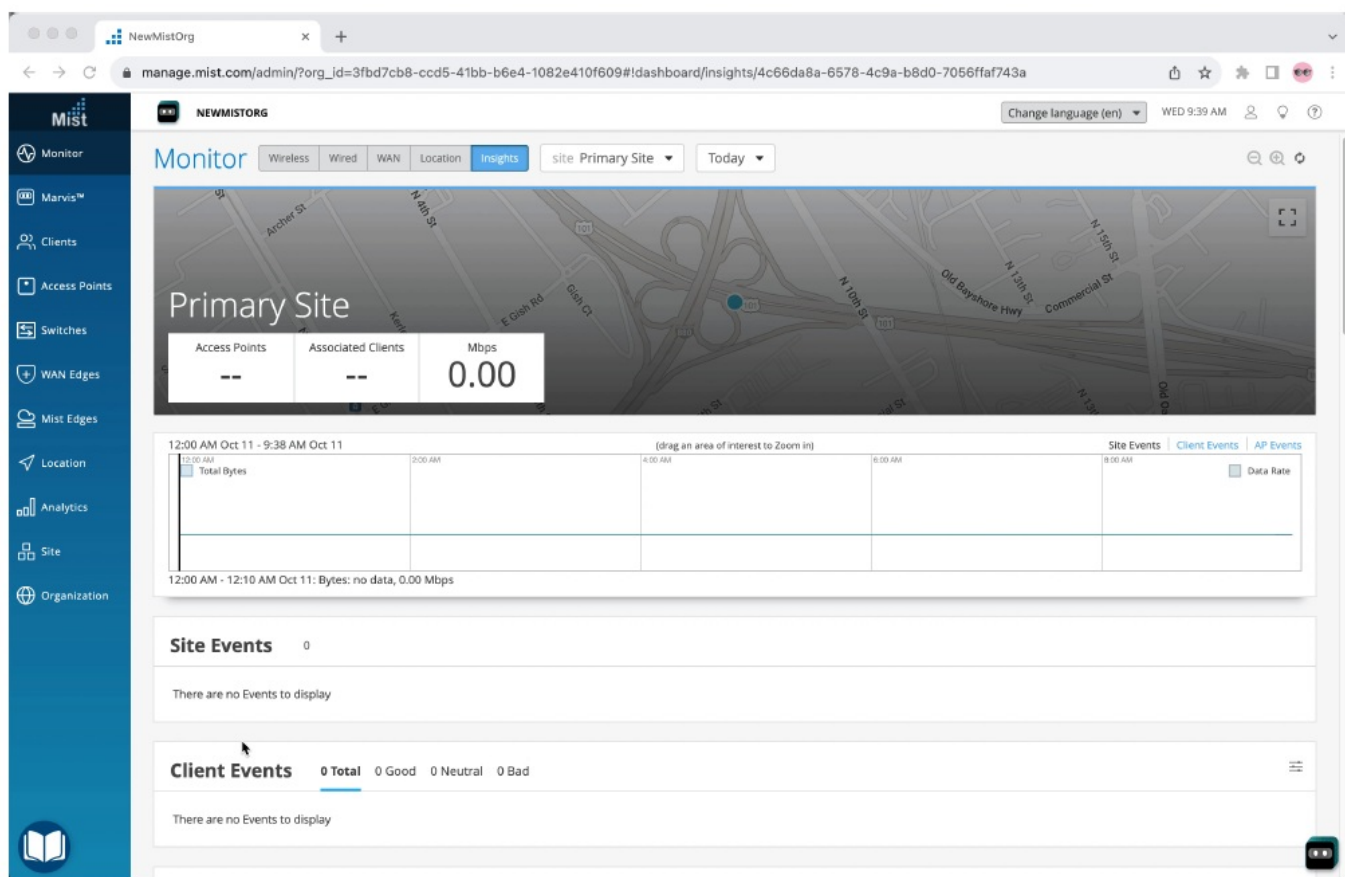 NewMistOrg
manage.mist.com/admin/?org_id=3fbd7cb8-ccd5-41bb-b6e4-1082e410f609#!dashboard/insights/4c66da8a-6578-4c9a-b8d0-7056ffaf743a
Mist
NEWMISTORG
Change language (en)
WED 9:39 AM
Monitor
Marvis™
Clients
Access Points
Switches
WAN Edges
Mist Edges
Location
Analytics
Site
Organization
Monitor
Wireless Wired WAN Location Insights
site Primary Site
Today
St
Archer St
N 4th St
101
E Gish Rd
Gish Ct
101
101
N 10th St
101
Old Bayshore Hwy
N 13th St
Commercial St
N 15th St
Primary Site
Access Points Associated Clients Mbps
-- -- 0.00
12:00 AM Oct 11 - 9:38 AM Oct 11
(drag an area of interest to Zoom in)
Site Events Client Events AP Events
12:00 AM 2:00 AM 4:00 AM 6:00 AM 8:00 AM
Total Bytes
Data Rate
12:00 AM - 12:10 AM Oct 11: Bytes: no data, 0.00 Mbps
Site Events 0
There are no Events to display
Client Events 0 Total 0 Good 0 Neutral 0 Bad
There are no Events to display